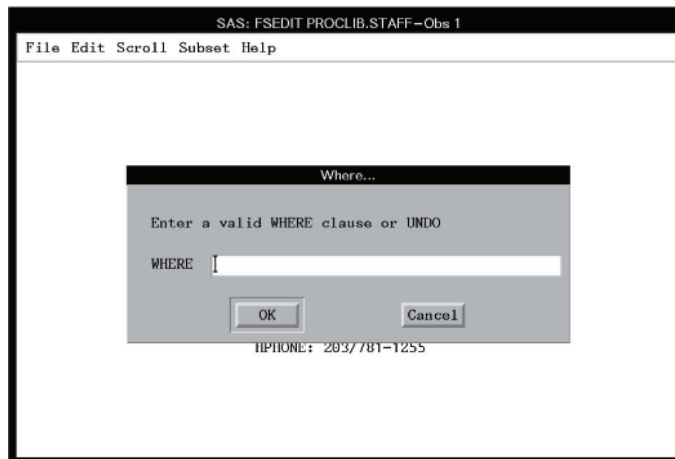 SAS: FSEDIT PROCLIB.STAFF–Obs 1
File Edit Scroll Subset Help
Where...
Enter a valid WHERE clause or UNDO
WHERE
OK Cancel
HPHONE: 203/781-1255